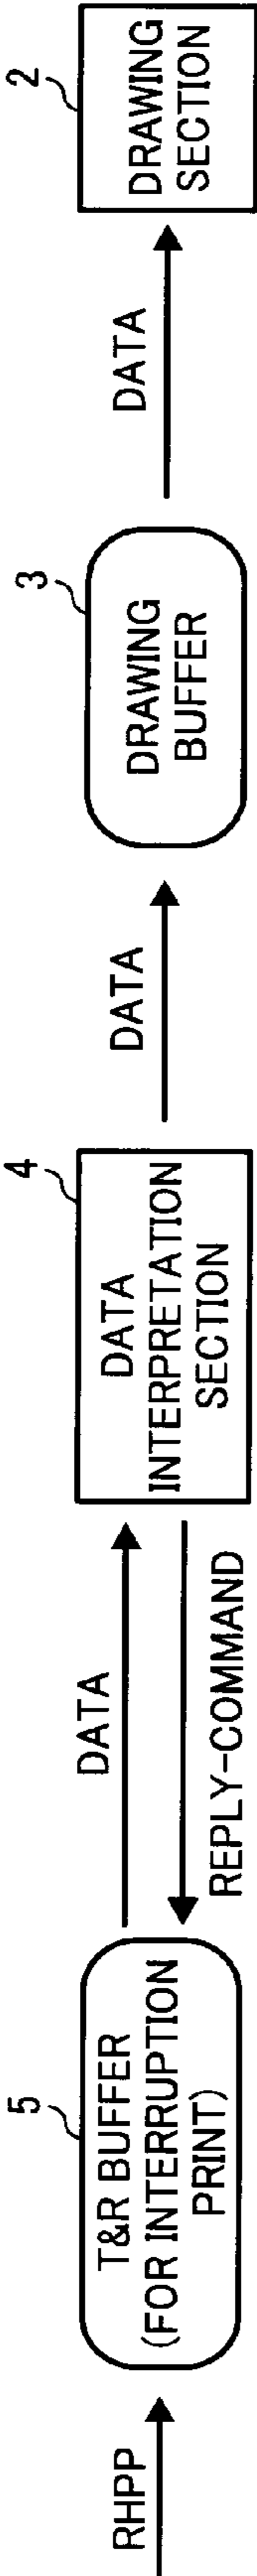 RHPP
5
T&R BUFFER
(FOR INTERRUPTION
PRINT)
DATA
REPLY-COMMAND
4
DATA
INTERPRETATION
SECTION
DATA
3
DRAWING
BUFFER
DATA
2
DRAWING
SECTION